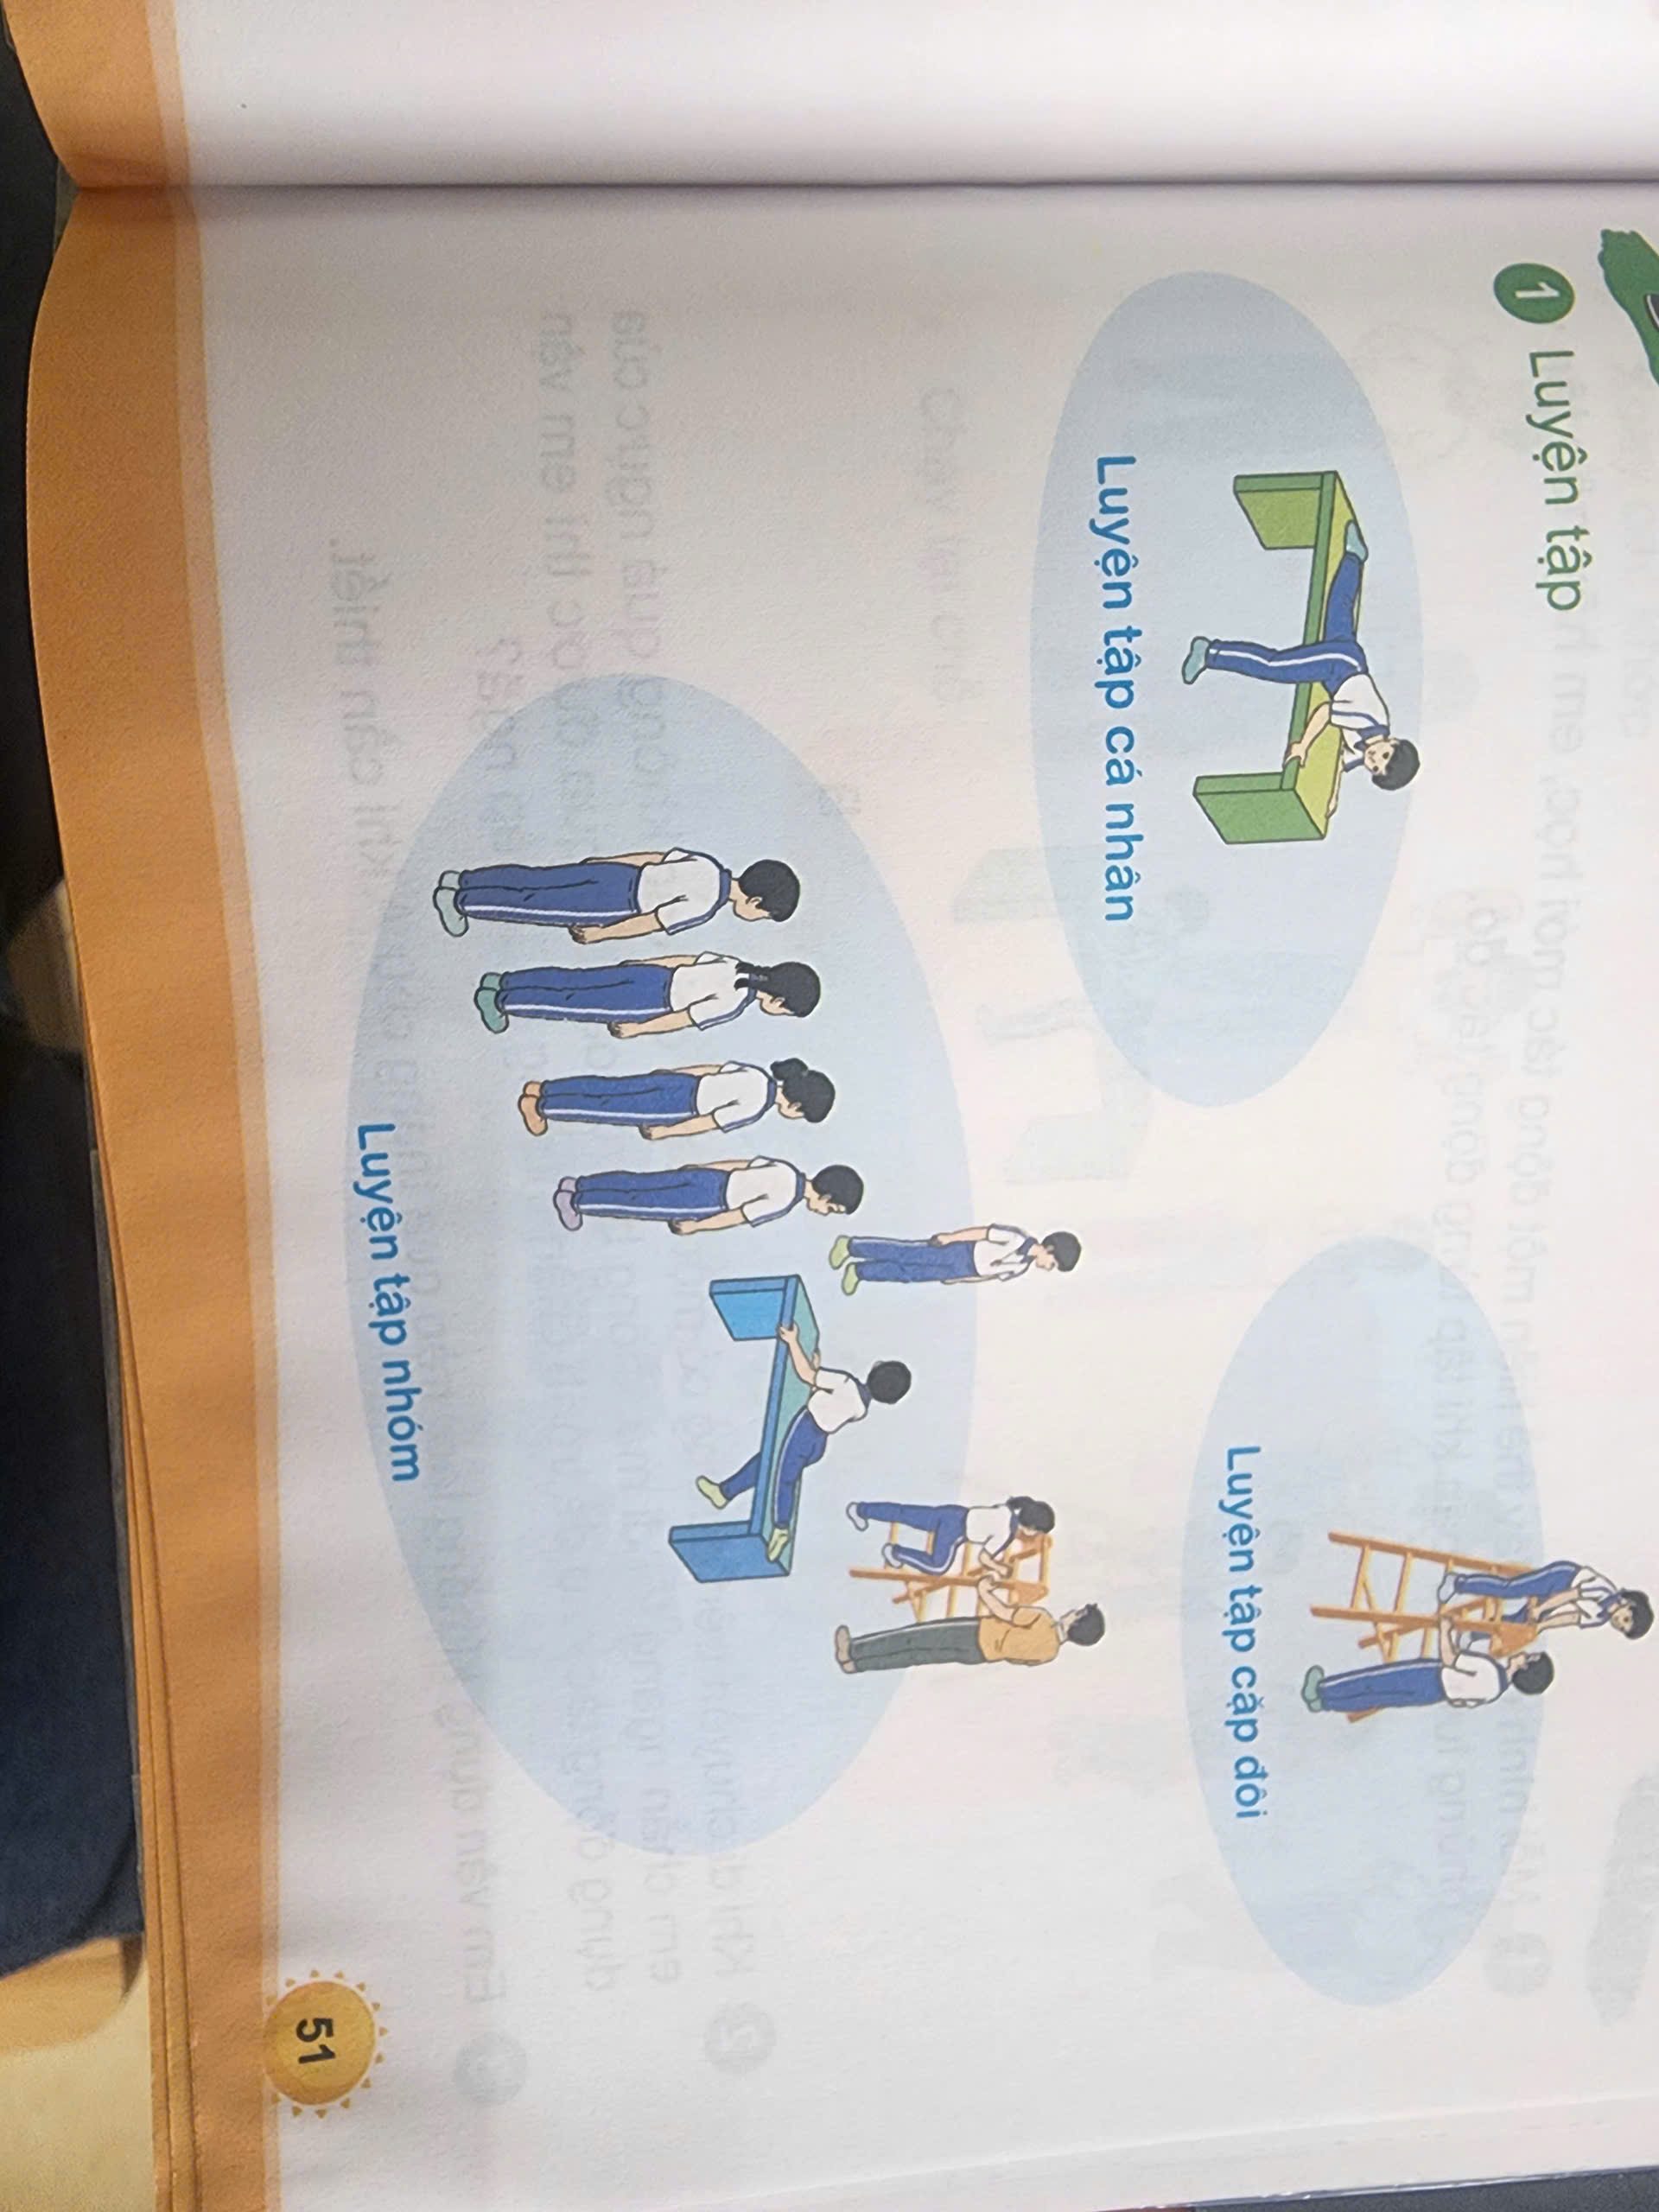 1 Luyện tập
Luyện tập cá nhân
Luyện tập cặp đôi
Luyện tập nhóm
51